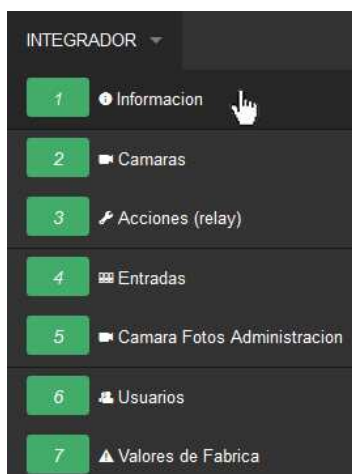 INTEGRADOR
1 Informacion
2 Camaras
3 Acciones (relay)
4 Entradas
5 Camara Fotos Administracion
6 Usuarios
7 Valores de Fabrica